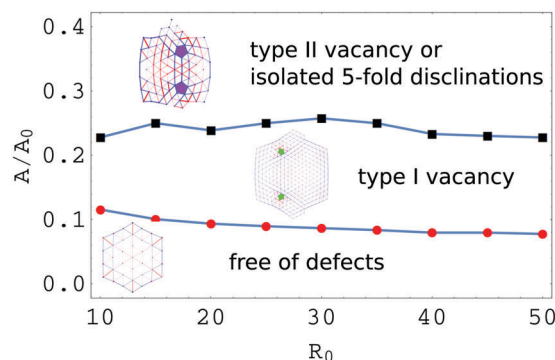 0.4
type II vacancy or
isolated 5-fold disclinations
0.3
A/A0
0.2
type I vacancy
0.1
free of defects
0.0
10 20 30 40 50
R0